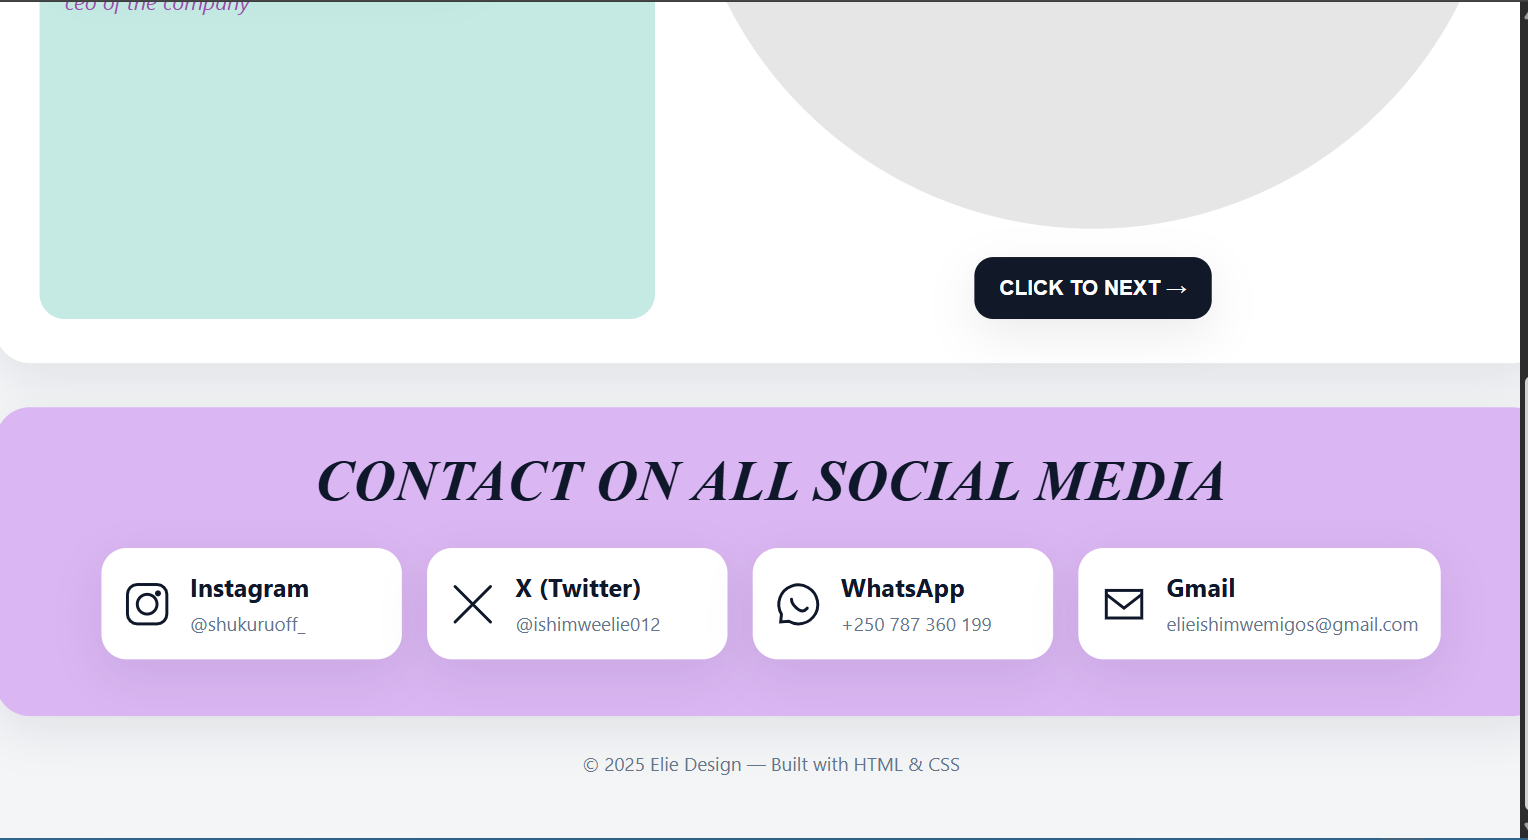 ceo of the company
CLICK TO NEXT →
CONTACT ON ALL SOCIAL MEDIA
Instagram
@shukuruoff_
X (Twitter)
@ishimweelie012
WhatsApp
+250 787 360 199
Gmail
elieishimwemigos@gmail.com
© 2025 Elie Design — Built with HTML & CSS